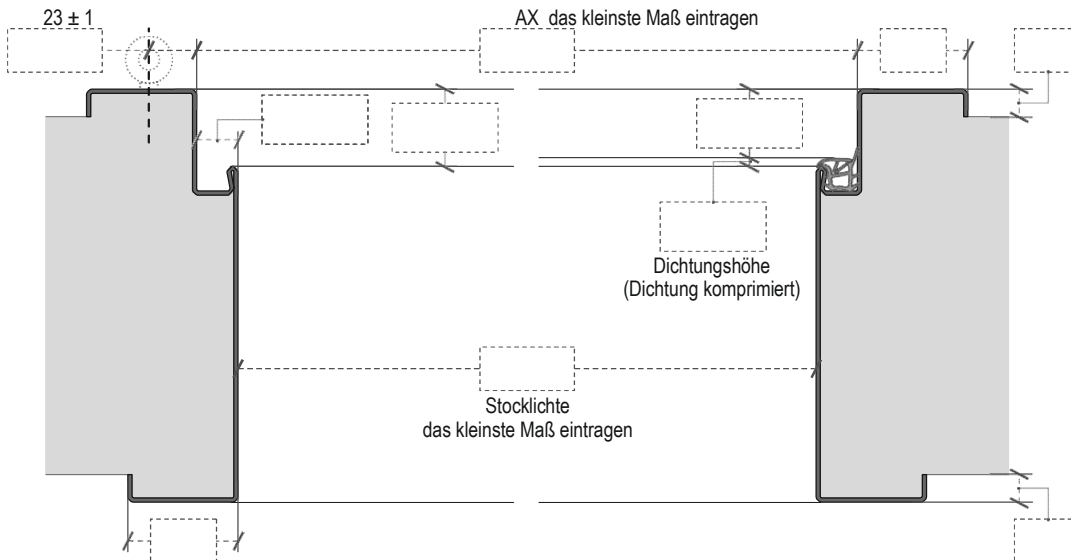 23 ± 1
AX das kleinste Maß eintragen
Dichtungshöhe
(Dichtung komprimiert)
Stocklichte
das kleinste Maß eintragen